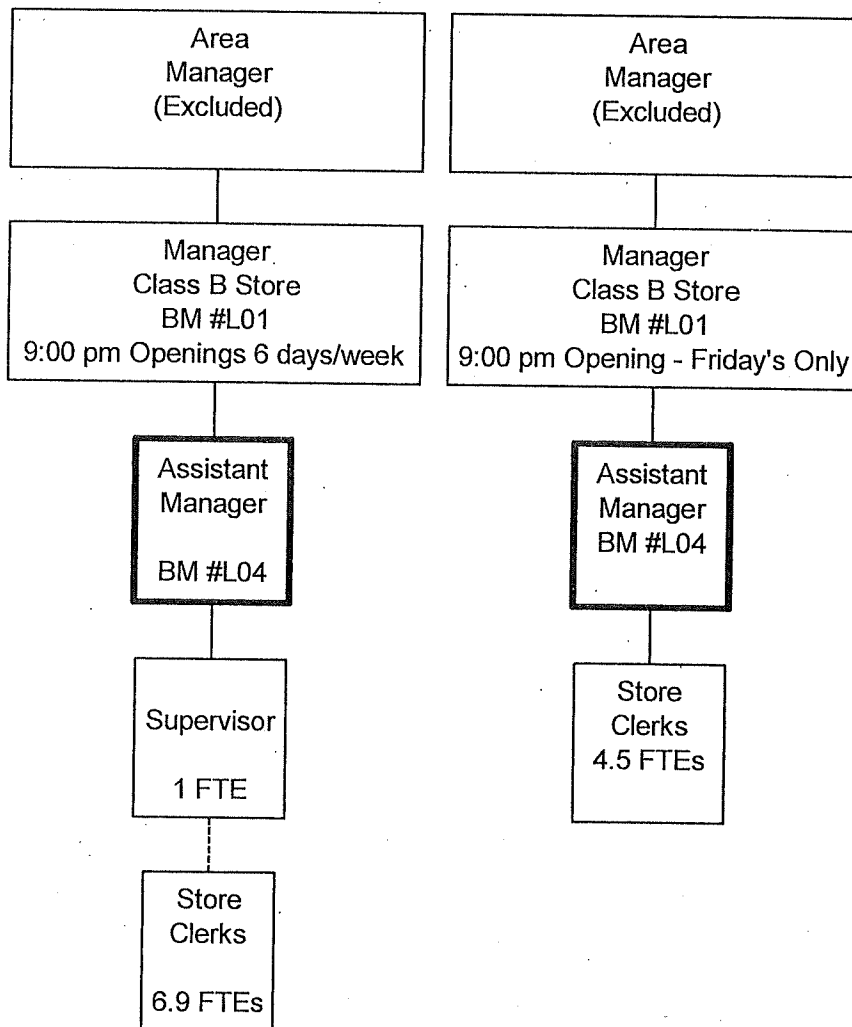 Area
Manager
(Excluded)
Manager
Class B Store
BM #L01
9:00 pm Openings 6 days/week
Assistant
Manager
BM #L04
Supervisor
1 FTE
Store
Clerks
6.9 FTEs
Area
Manager
(Excluded)
Manager
Class B Store
BM #L01
9:00 pm Opening - Friday's Only
Assistant
Manager
BM #L04
Store
Clerks
4.5 FTEs